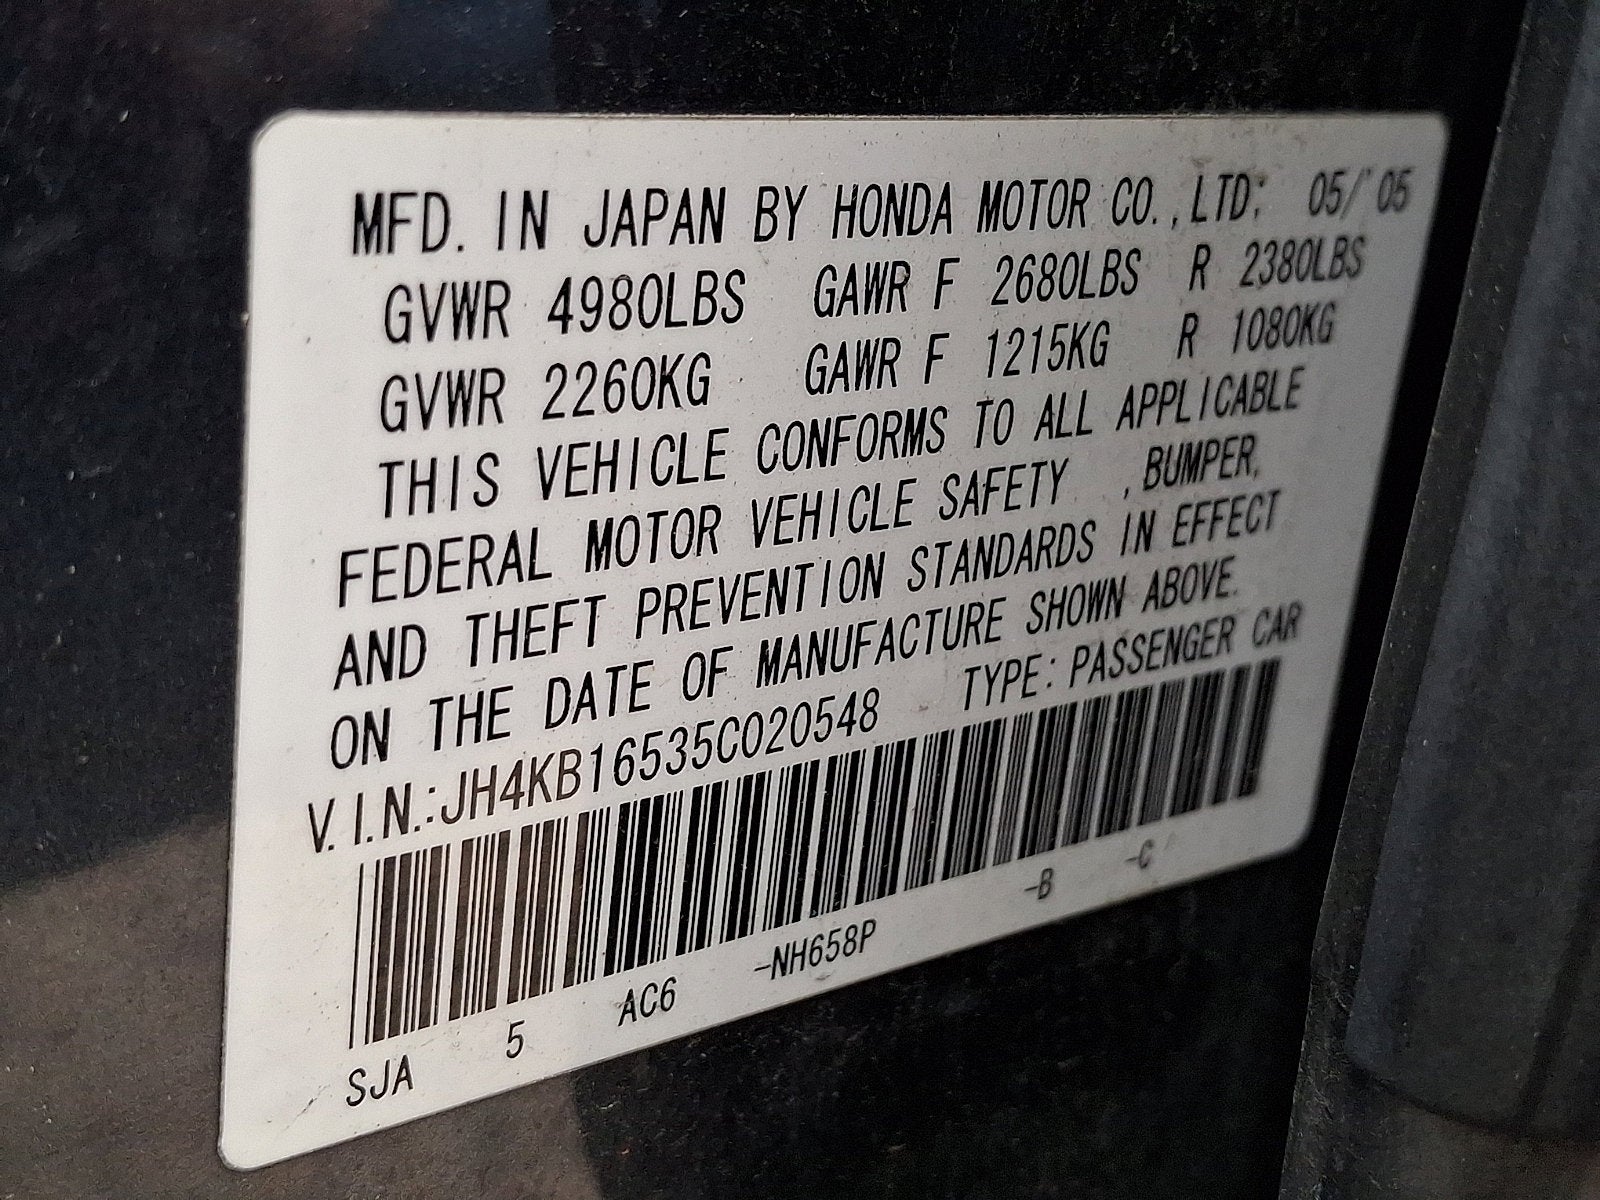 MFD. IN JAPAN BY HONDA MOTOR CO.,LTD; 05/'05
GVWR 4980LBS GAWR F 2680LBS R 2380LBS
GVWR 2260KG GAWR F 1215KG R 1080KG
THIS VEHICLE CONFORMS TO ALL APPLICABLE
FEDERAL MOTOR VEHICLE SAFETY , BUMPER,
AND THEFT PREVENTION STANDARDS IN EFFECT
ON THE DATE OF MANUFACTURE SHOWN ABOVE.
V.I.N.:JH4KB16535C020548 TYPE: PASSENGER CAR
SJA 5 AC6 -NH658P -B -C